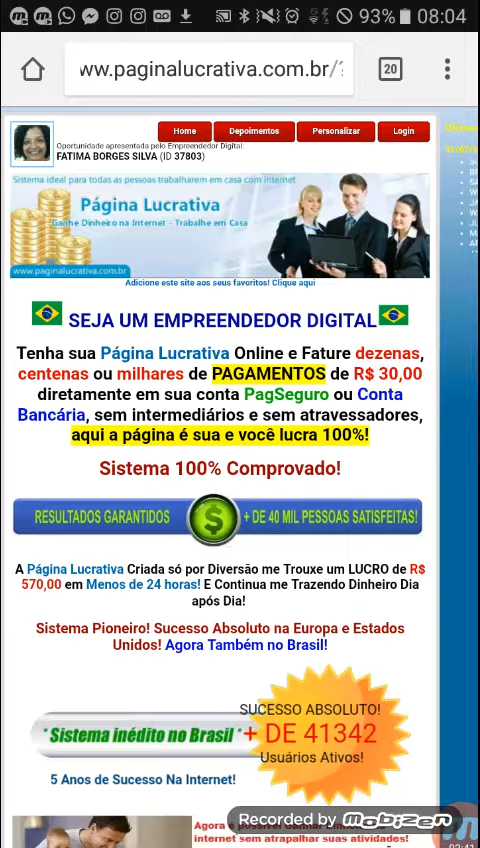 93% 08:04
ww.paginalucrativa.com.br/
20
Home Depoimentos Personalizar Login
Oportunidade apresentada pelo Empreendedor Digital:
FATIMA BORGES SILVA (ID 37803)
Sistema ideal para todas as pessoas trabalharem em casa com internet
Página Lucrativa
Ganhe Dinheiro na Internet - Trabalhe em Casa
www.paginalucrativa.com.br
Adicione este site aos seus favoritos! Clique aqui
SEJA UM EMPREENDEDOR DIGITAL
Tenha sua Página Lucrativa Online e Fature dezenas,
centenas ou milhares de PAGAMENTOS de R$ 30,00
diretamente em sua conta PagSeguro ou Conta
Bancária, sem intermediários e sem atravessadores,
aqui a página é sua e você lucra 100%!
Sistema 100% Comprovado!
RESULTADOS GARANTIDOS $ + DE 40 MIL PESSOAS SATISFEITAS!
A Página Lucrativa Criada só por Diversão me Trouxe um LUCRO de R$
570,00 em Menos de 24 horas! E Continua me Trazendo Dinheiro Dia
após Dia!
Sistema Pioneiro! Sucesso Absoluto na Europa e Estados
Unidos! Agora Também no Brasil!
SUCESSO ABSOLUTO!
*Sistema inédito no Brasil* + DE 41342
Usuários Ativos!
5 Anos de Sucesso Na Internet!
Recorded by Mobizen
internet sem atrapalhar suas atividades!
02:41